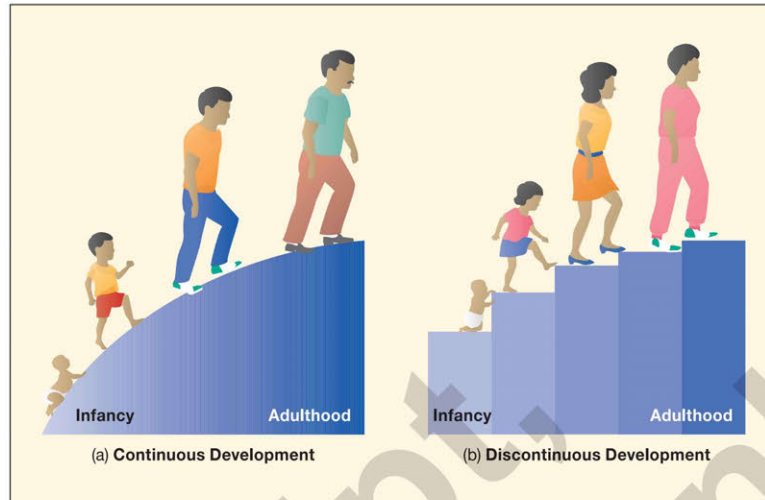 Infancy
Adulthood
(a) Continuous Development
Infancy
Adulthood
(b) Discontinuous Development